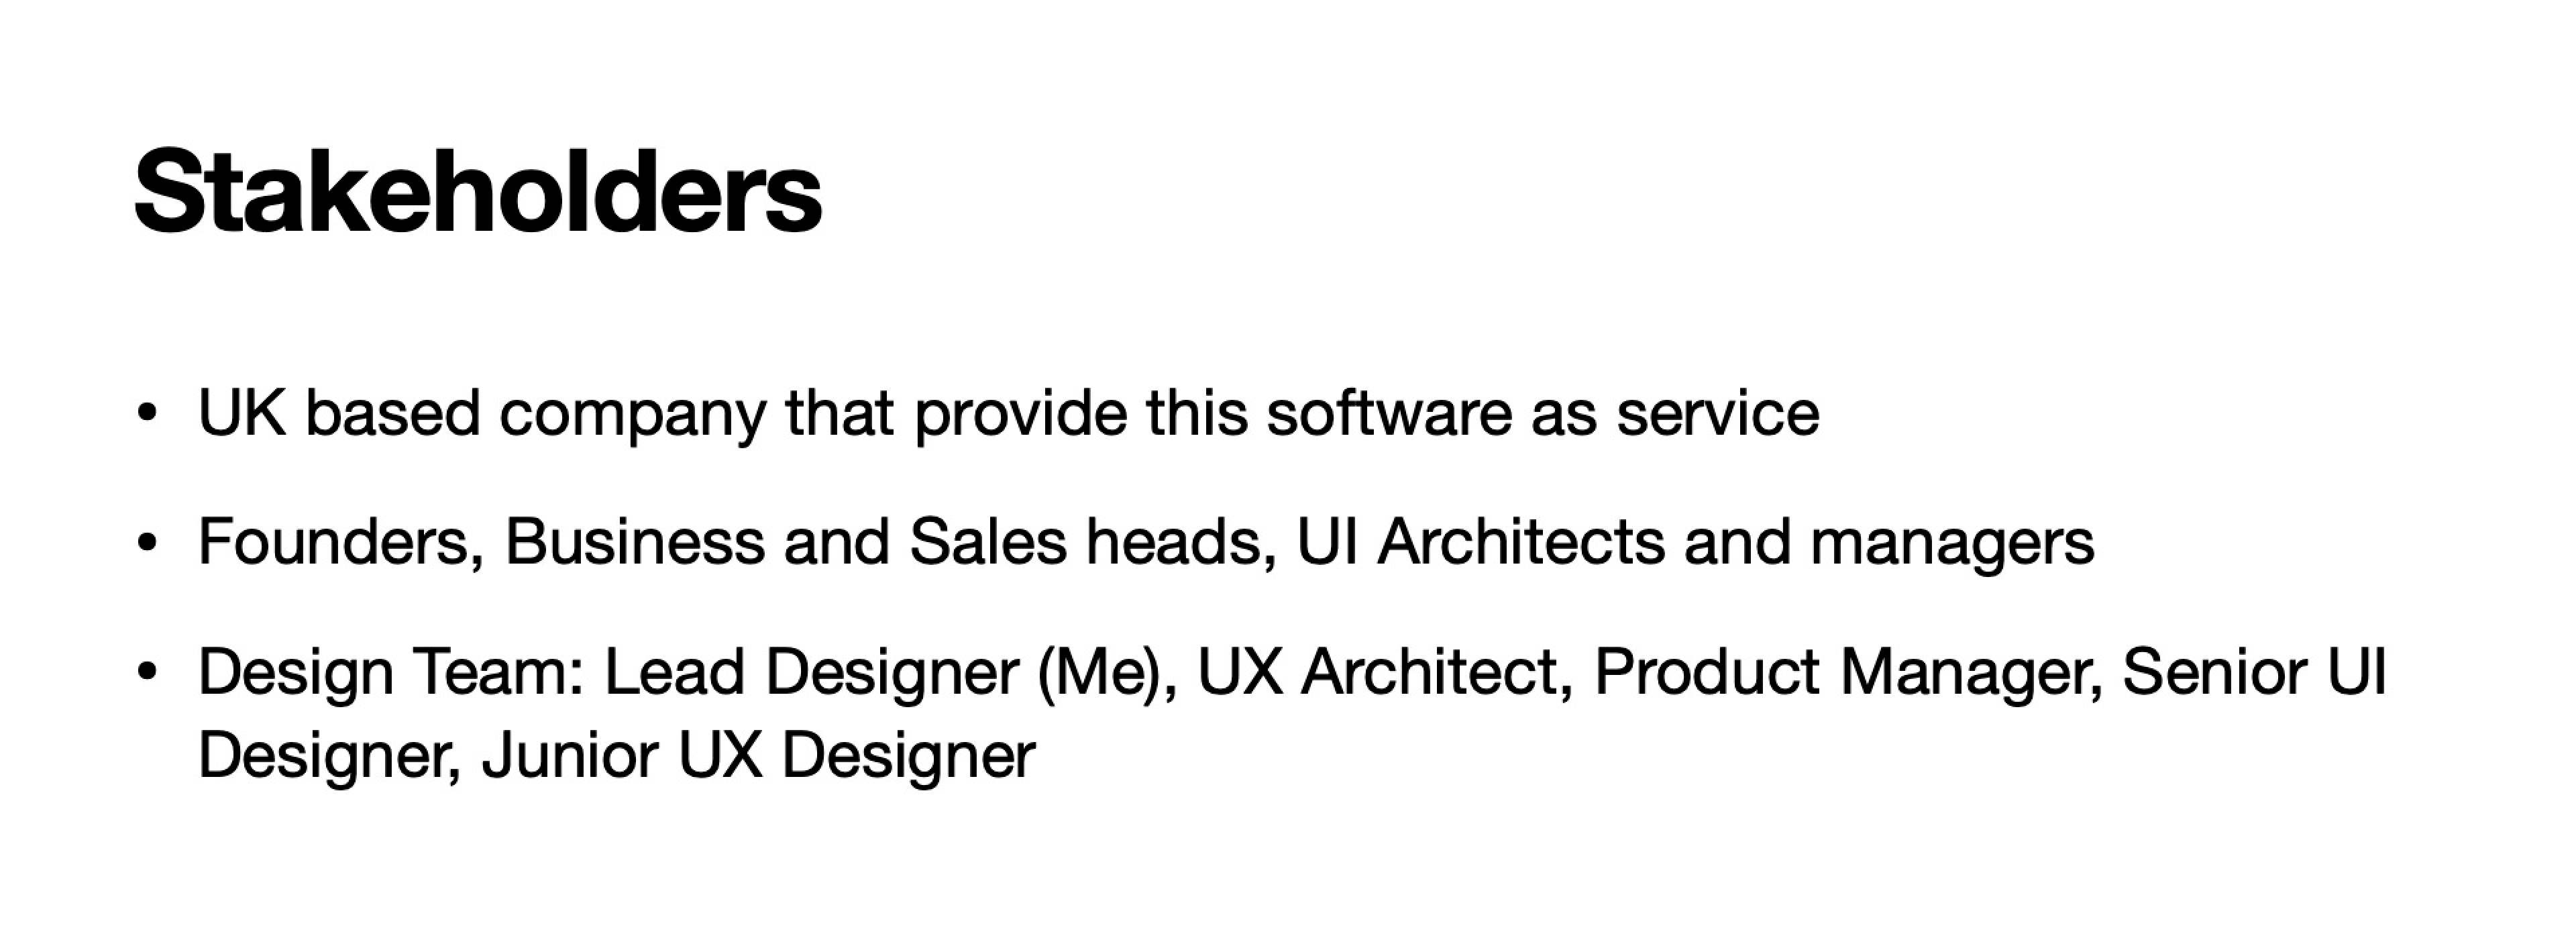 Stakeholders
• UK based company that provide this software as service
• Founders, Business and Sales heads, UI Architects and managers
• Design Team: Lead Designer (Me), UX Architect, Product Manager, Senior UI
Designer, Junior UX Designer